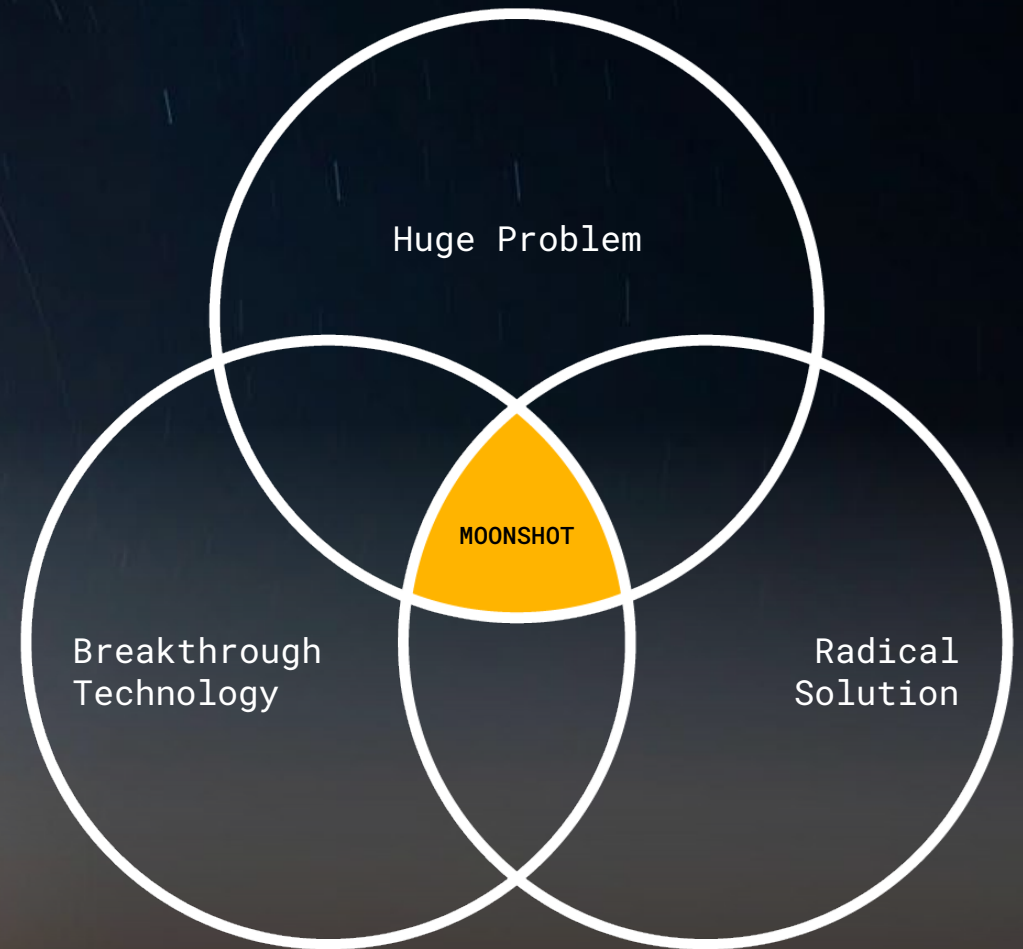 Huge Problem
MOONSHOT
Breakthrough
Technology
Radical
Solution